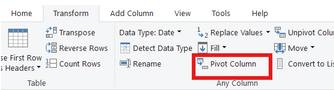 Home Transform Add Column View Tools Help
Transpose Data Type: Date Replace Values Unpivot Column
se First Row Reverse Rows Detect Data Type Fill Move
s Headers Count Rows Rename Pivot Column Convert to Lis
Table Any Column